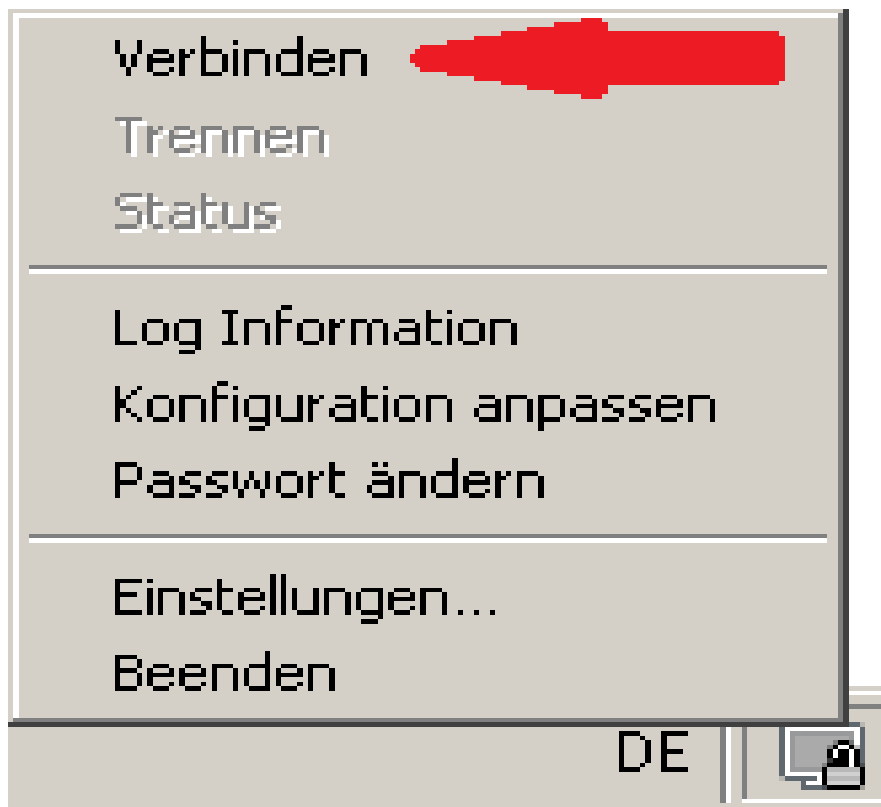 Verbinden
Trennen
Status
Log Information
Konfiguration anpassen
Passwort ändern
Einstellungen...
Beenden
DE